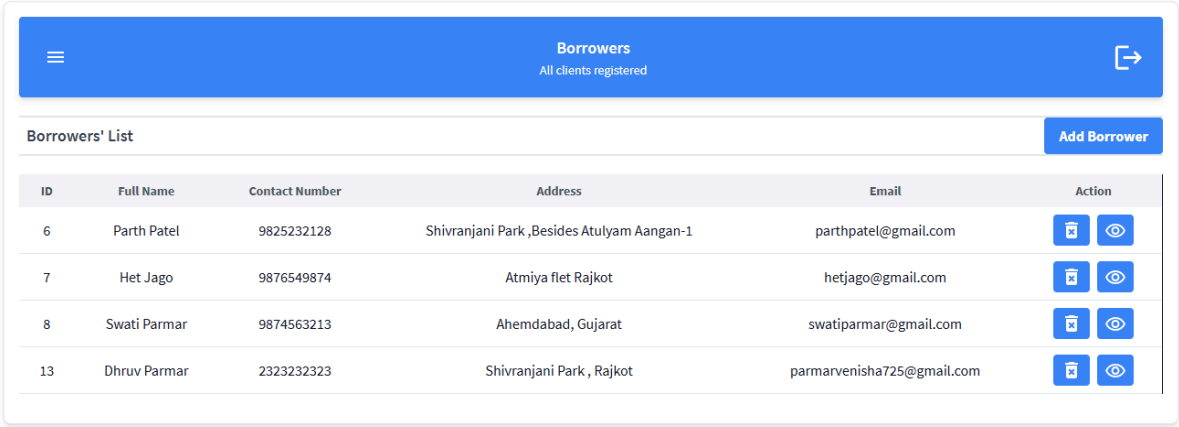 Borrowers
All clients registered
Borrowers' List
Add Borrower
ID Full Name Contact Number Address Email Action
6 Parth Patel 9825232128 Shivranjani Park ,Besides Atulyam Aangan-1 parthpatel@gmail.com
7 Het Jago 9876549874 Atmiya flet Rajkot hetjago@gmail.com
8 Swati Parmar 9874563213 Ahemdabad, Gujarat swatiparmar@gmail.com
13 Dhruv Parmar 2323232323 Shivranjani Park , Rajkot parmarvenisha725@gmail.com